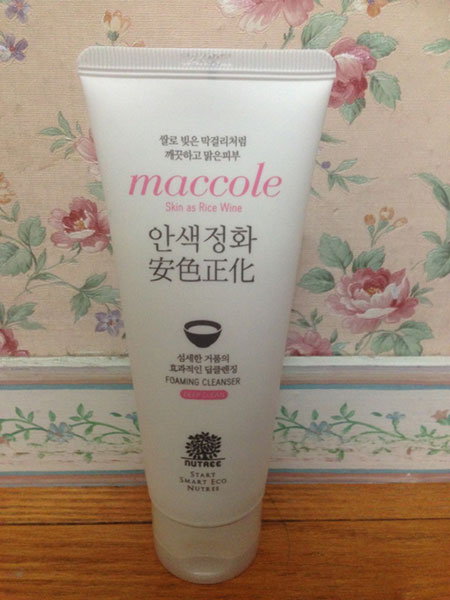 쌀로 빚은 막걸리처럼
깨끗하고 맑은피부
maccole
Skin as Rice Wine
안색정화
安色正化
섬세한 거품의
효과적인 딥클렌징
FOAMING CLEANSER
DEEP CLEAN
NUTREE
START
SMART ECO
NUTREE